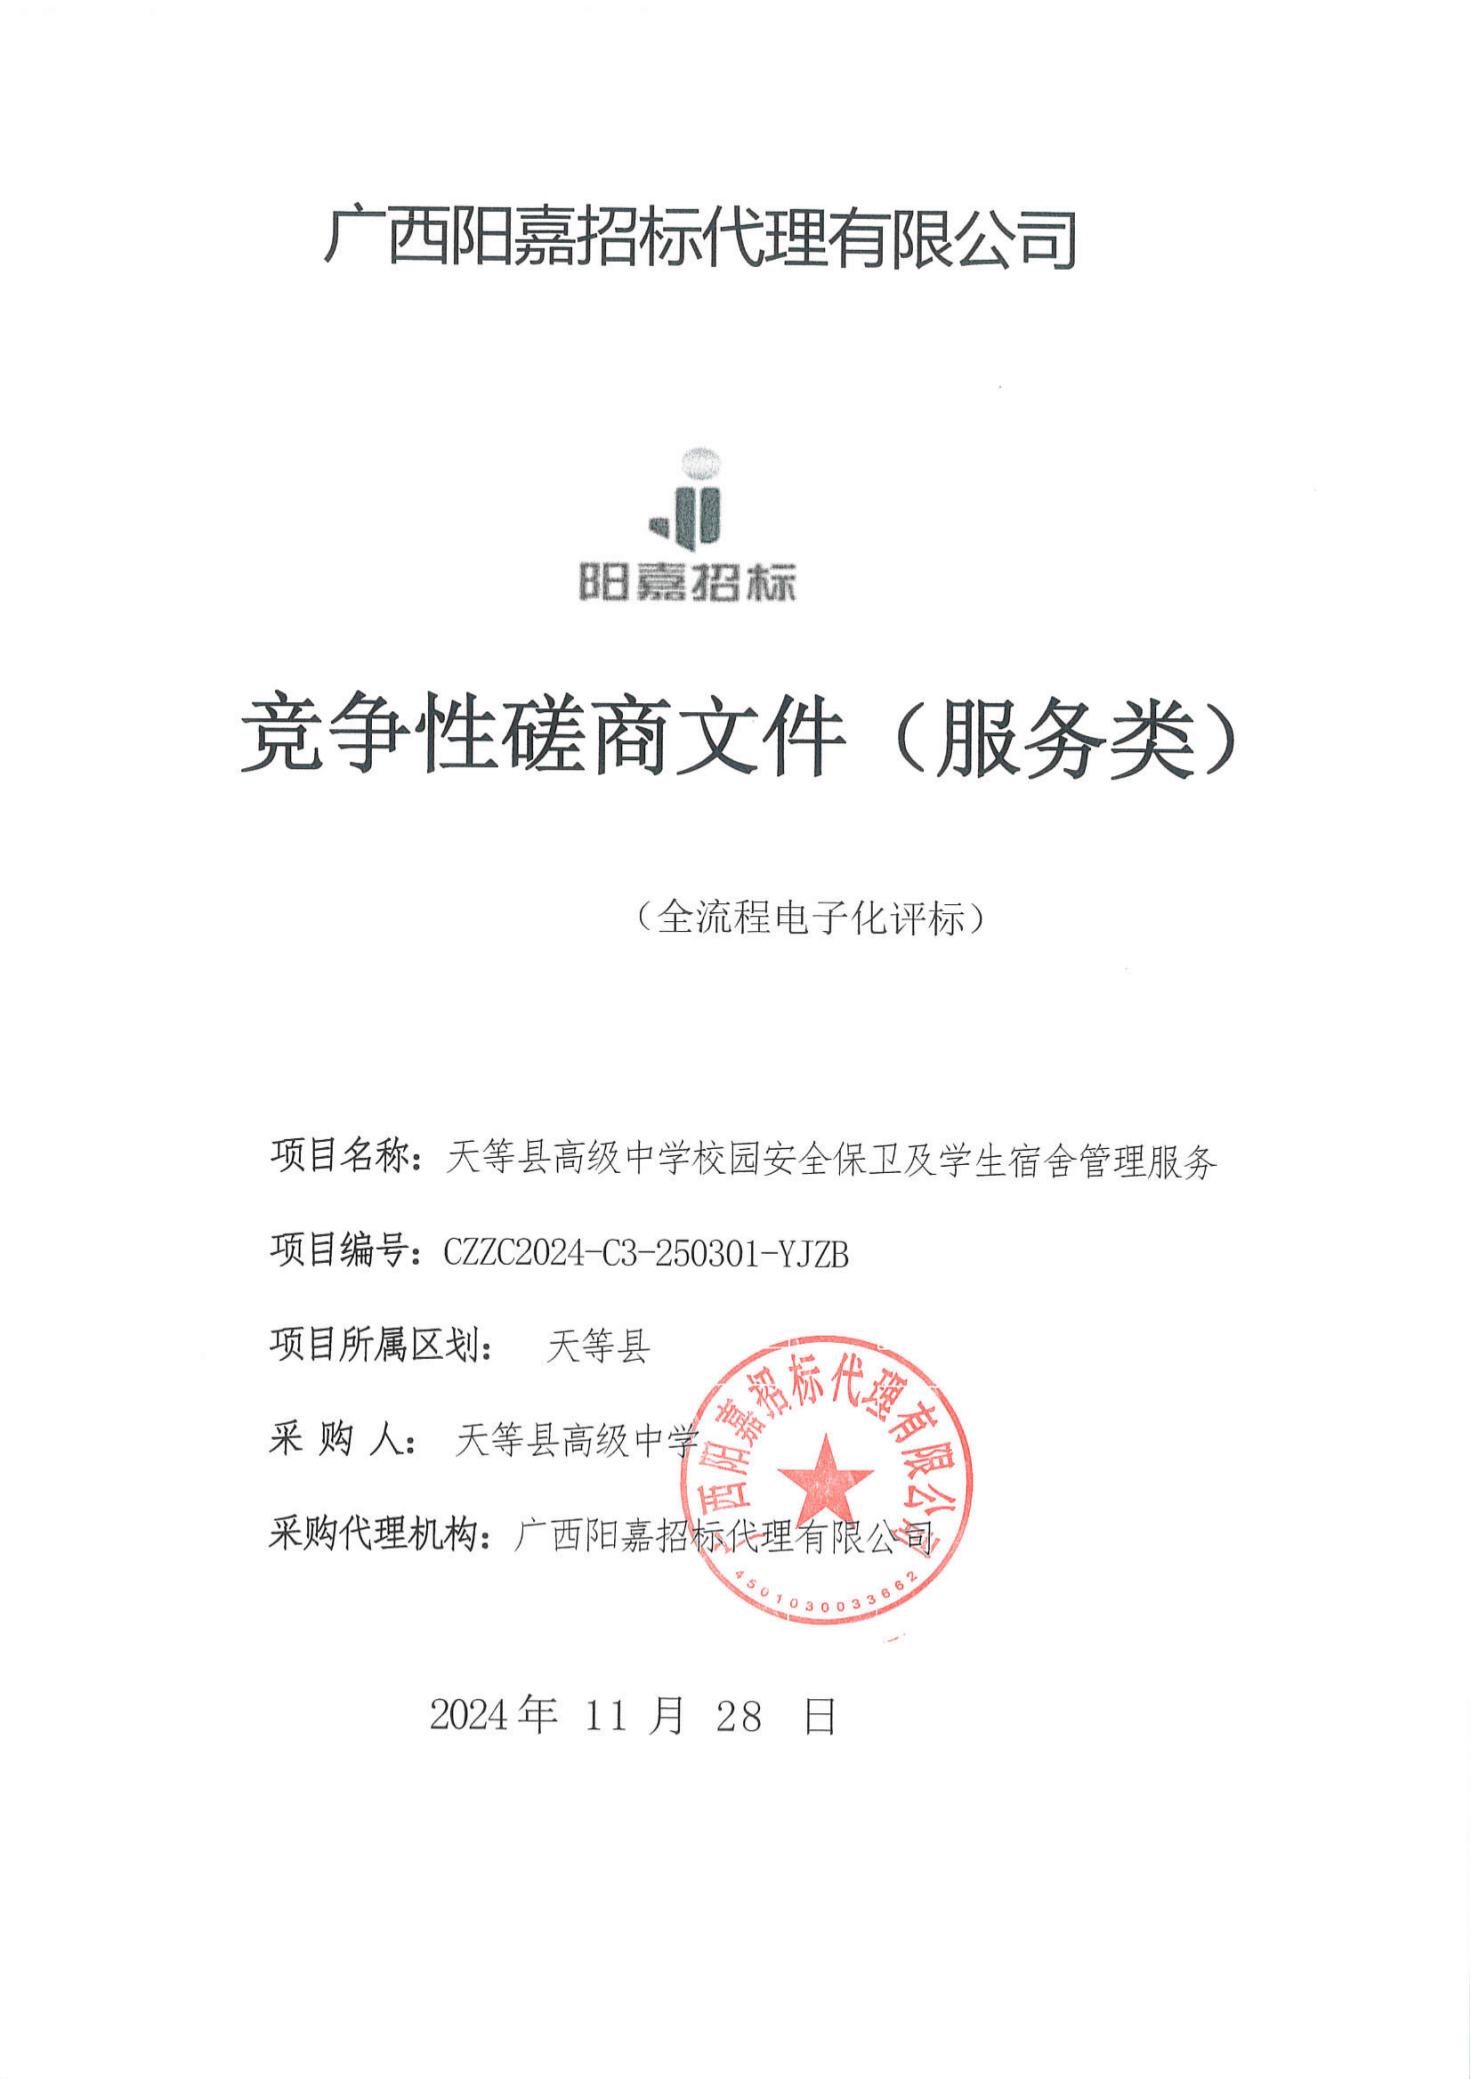 广西阳嘉招标代理有限公司
阳嘉招标
竞争性磋商文件（服务类）
（全流程电子化评标）
项目名称：天等县高级中学校园安全保卫及学生宿舍管理服务
项目编号：CZZC2024-C3-250301-YJZB
项目所属区划： 天等县
采 购 人： 天等县高级中学
采购代理机构：广西阳嘉招标代理有限公司
广西阳嘉招标代理有限公司
4501030033662
2024年 11 月 28 日